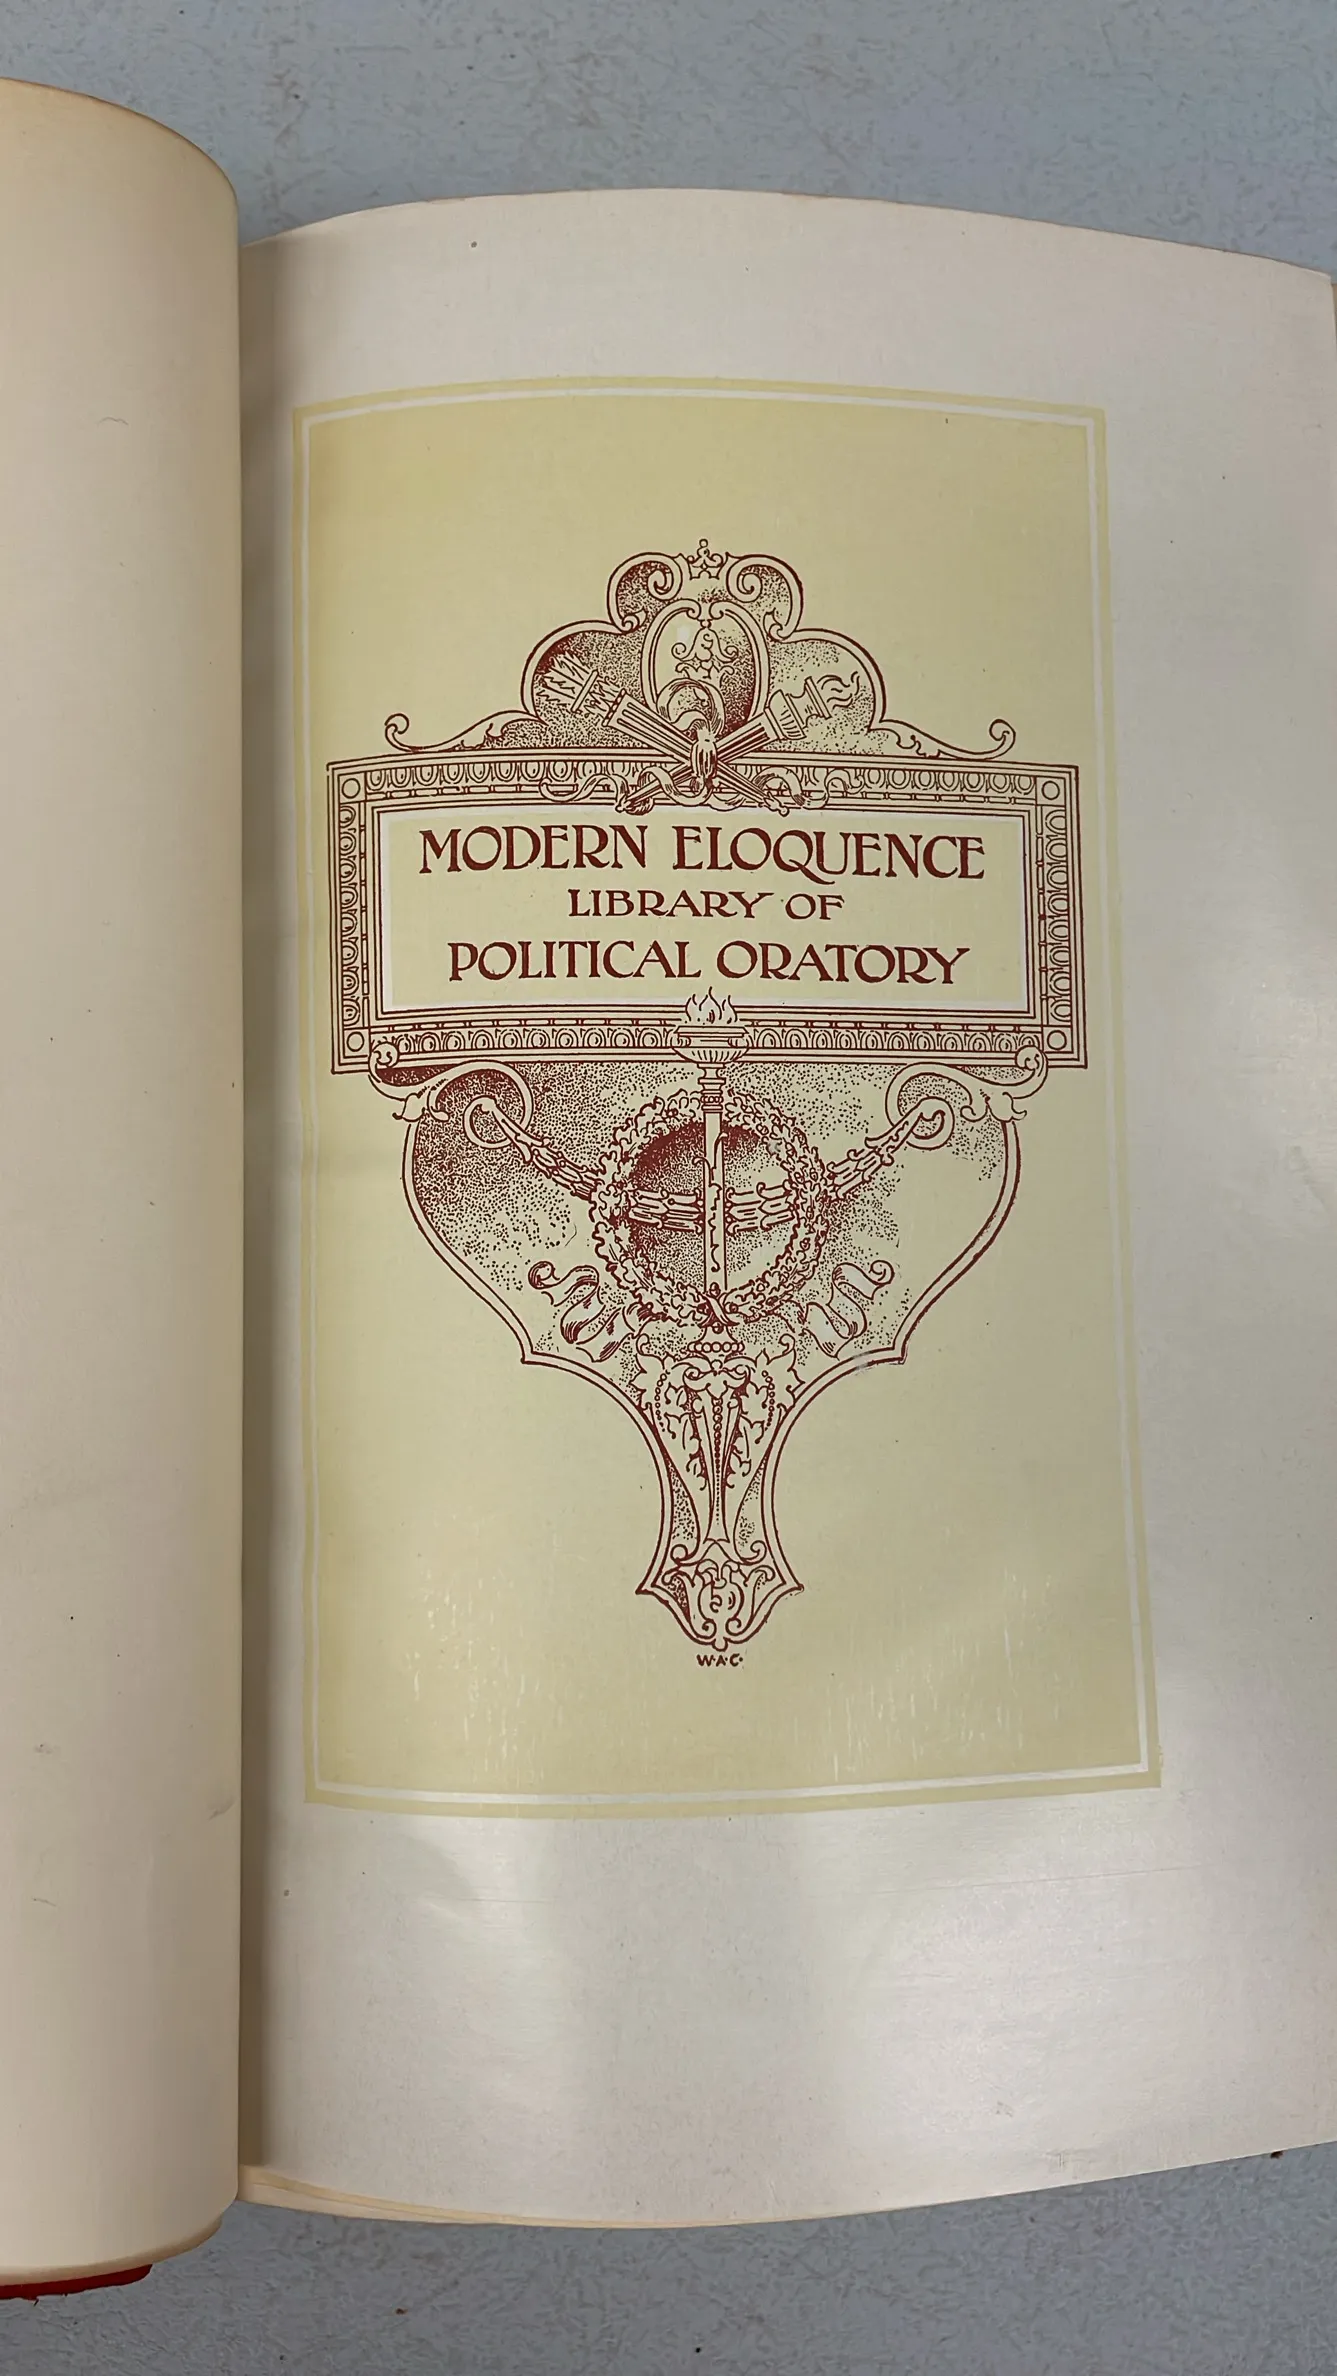 MODERN ELOQUENCE
LIBRARY OF
POLITICAL ORATORY
W·A·C·